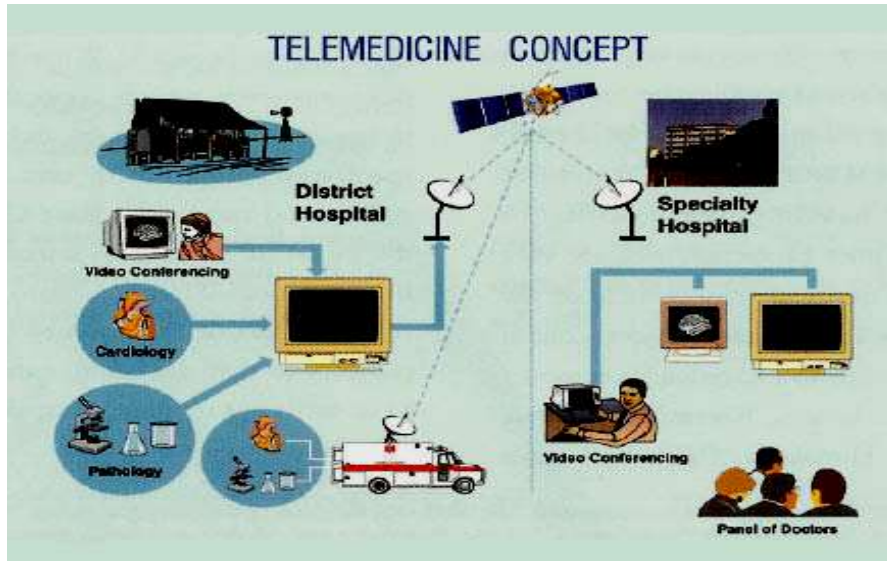 TELEMEDICINE CONCEPT
District
Hospital
Specialty
Hospital
Video Conferencing
Cardiology
Pathology
Video Conferencing
Panel of Doctors